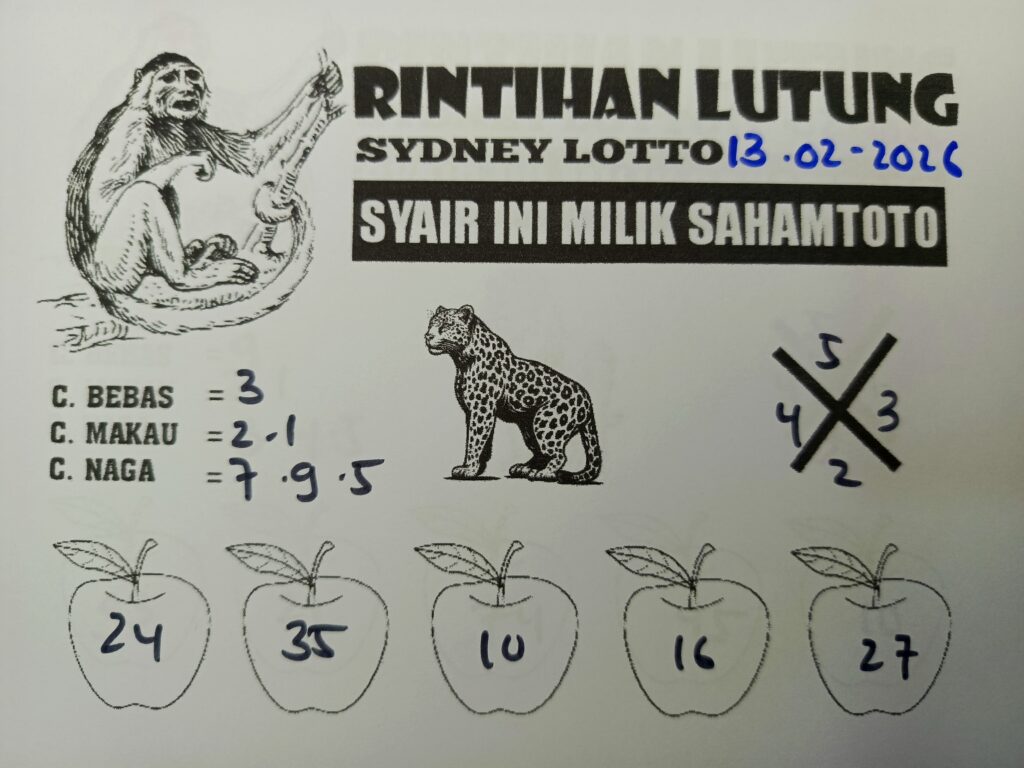 RINTIHAN LUTUNG
SYDNEY LOTTO 13.02-2026
SYAIR INI MILIK SAHAMTOTO
C. BEBAS = 3
C. MAKAU = 2.1
C. NAGA = 7.9.5
5
4 3
2
24 35 10 16 27